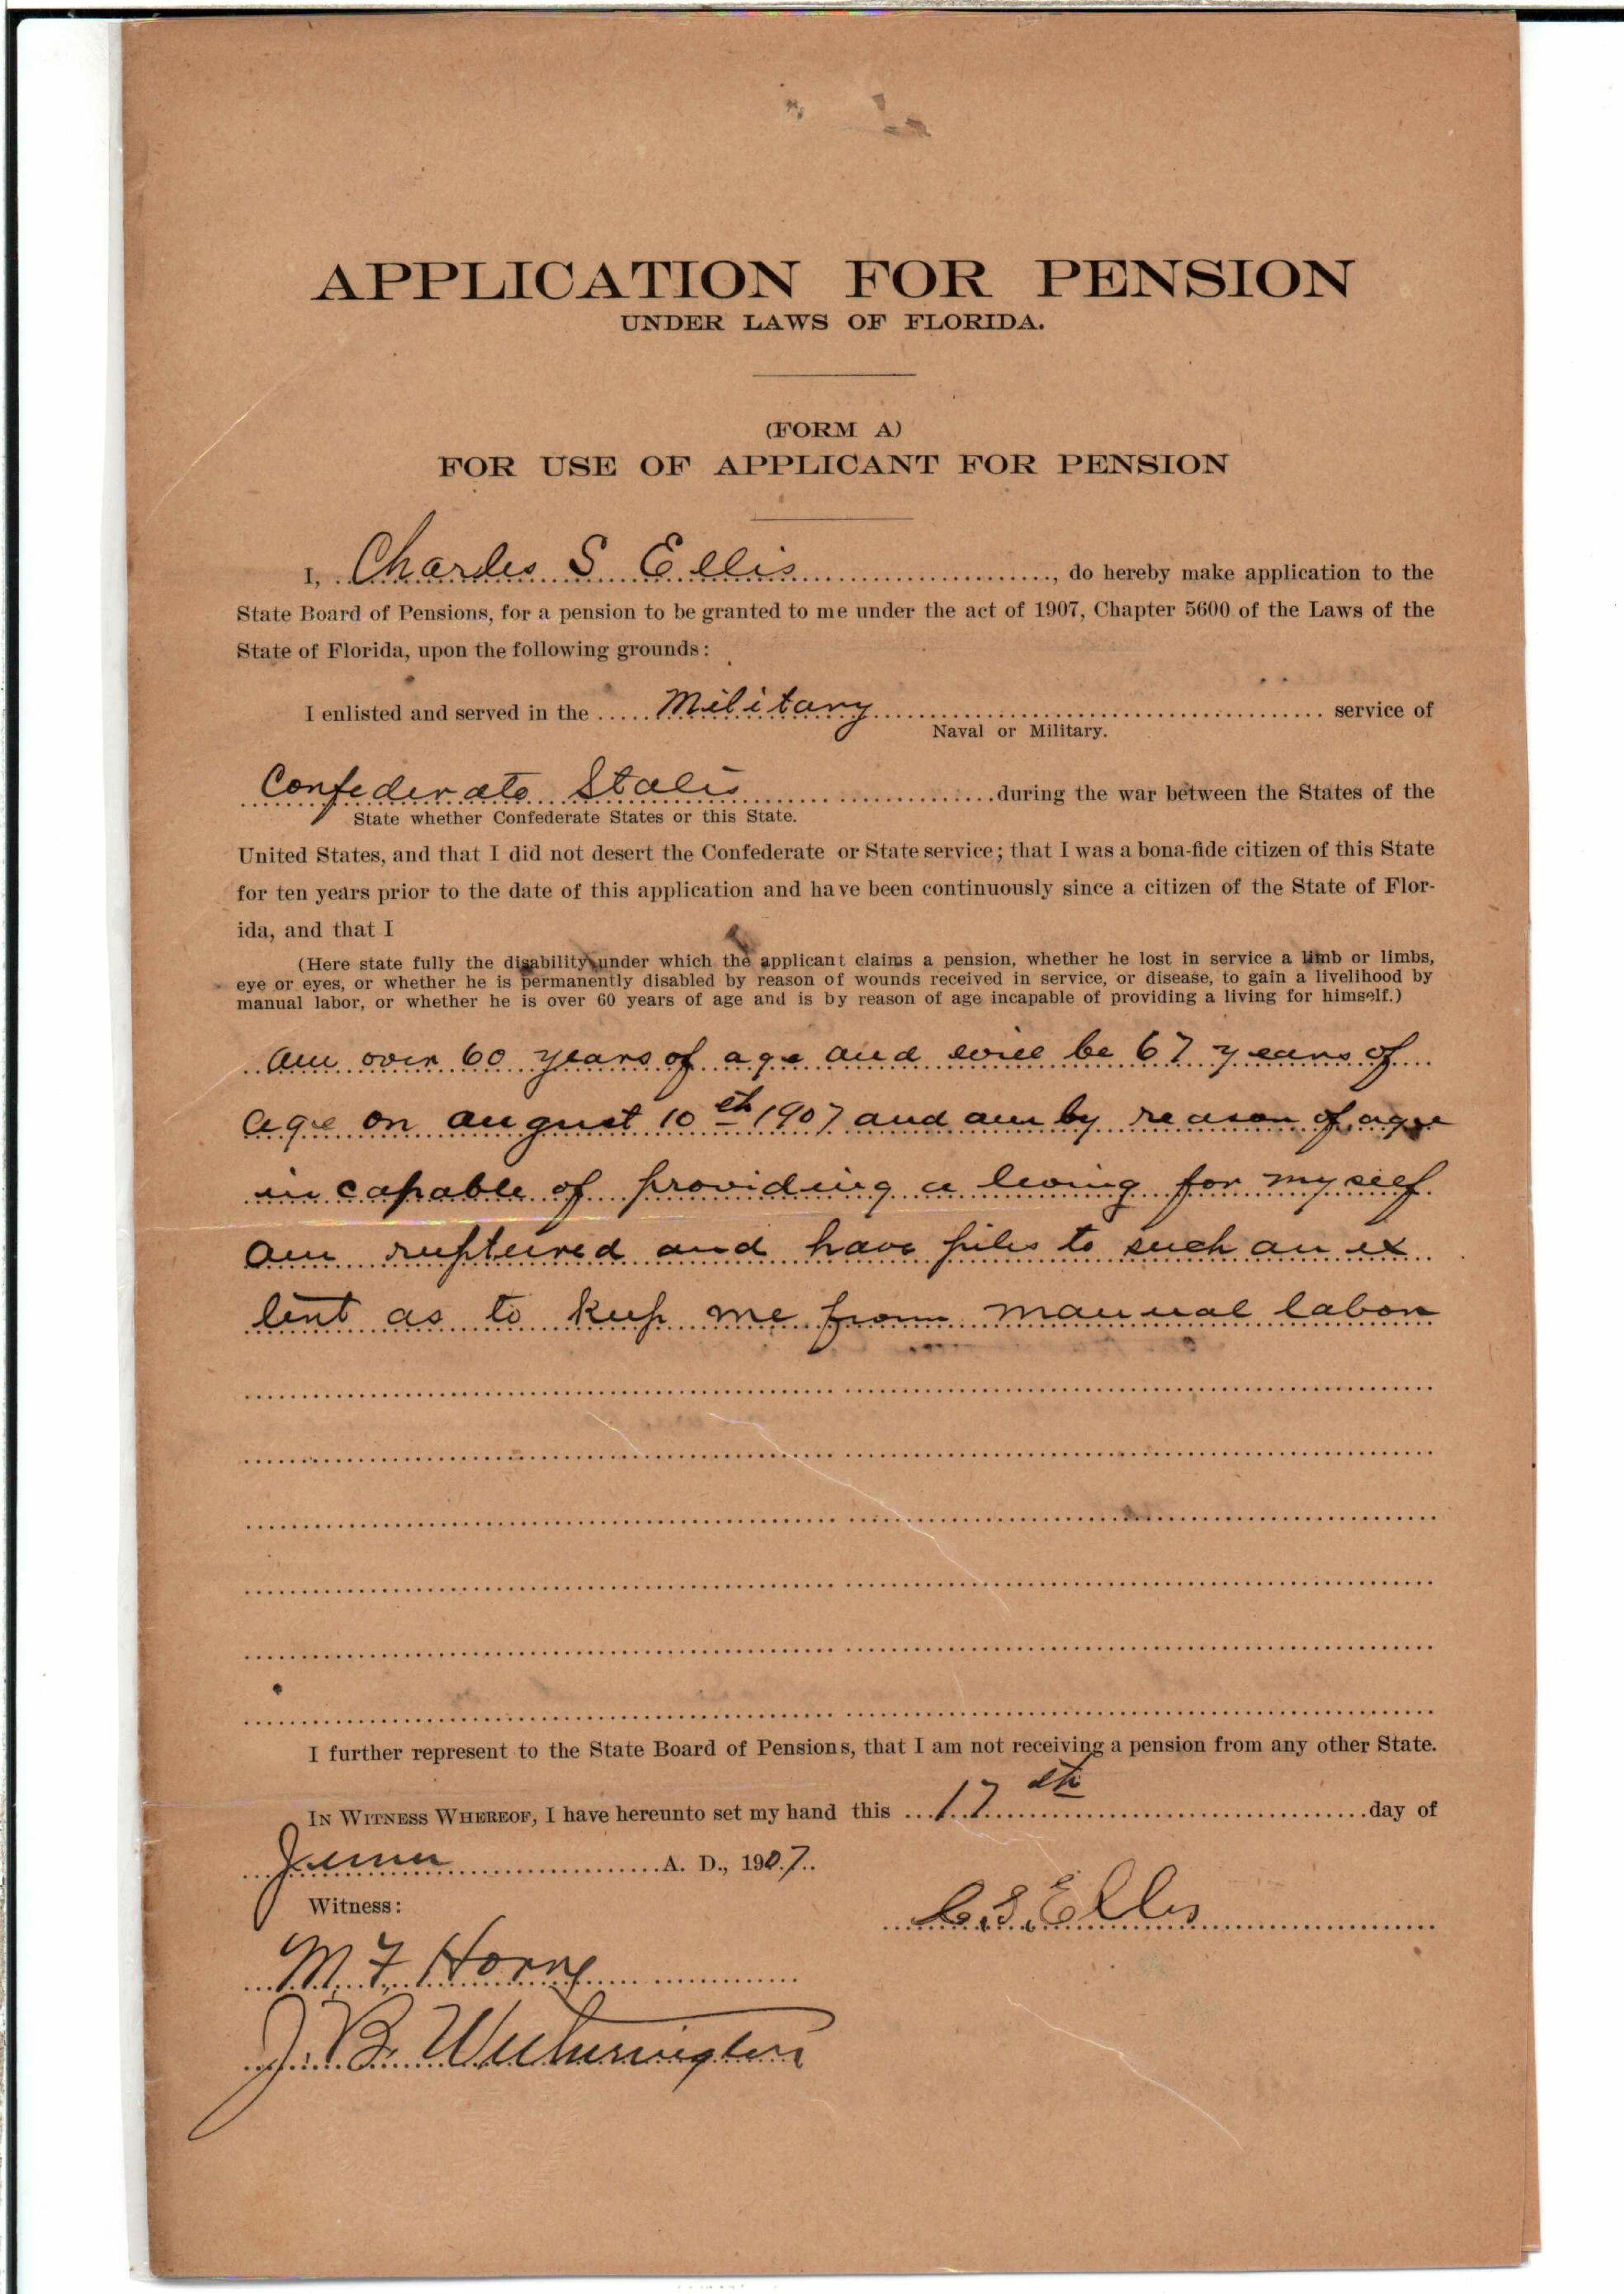 APPLICATION FOR PENSION
UNDER LAWS OF FLORIDA.
(FORM A)
FOR USE OF APPLICANT FOR PENSION
I, Charles S Ellis, do hereby make application to the
State Board of Pensions, for a pension to be granted to me under the act of 1907, Chapter 5600 of the Laws of the
State of Florida, upon the following grounds:
I enlisted and served in the Military service of
Naval or Military.
Confederate States during the war between the States of the
State whether Confederate States or this State.
United States, and that I did not desert the Confederate or State service; that I was a bona-fide citizen of this State
for ten years prior to the date of this application and have been continuously since a citizen of the State of Flor-
ida, and that I
(Here state fully the disability under which the applicant claims a pension, whether he lost in service a limb or limbs,
eye or eyes, or whether he is permanently disabled by reason of wounds received in service, or disease, to gain a livelihood by
manual labor, or whether he is over 60 years of age and is by reason of age incapable of providing a living for himself.)
am over 60 years of age and will be 67 years of
age on august 10th 1907 and am by reason of age
incapable of providing a living for myself
am ruptured and have piles to such an ex
tent as to keep me from manual labor
I further represent to the State Board of Pensions, that I am not receiving a pension from any other State.
IN WITNESS WHEREOF, I have hereunto set my hand this 17th day of
June A. D., 1907.
Witness:
C.S. Ellis
M. F. Horne
J. B. Witherington